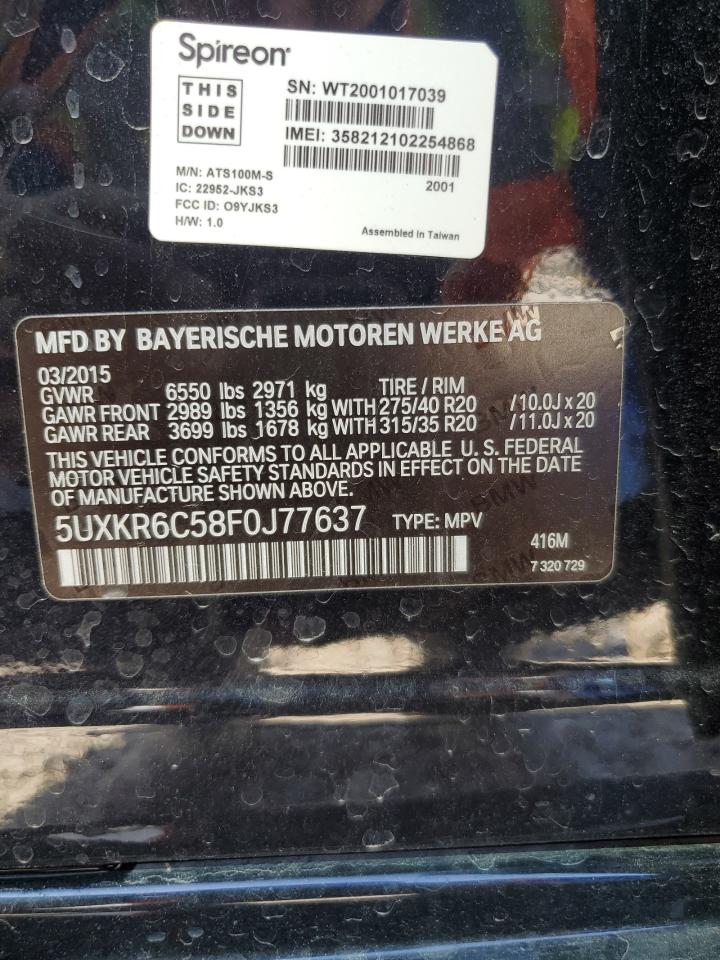 Spireon
THIS
SIDE
DOWN
SN: WT2001017039
IMEI: 358212102254868
2001
M/N: ATS100M-S
IC: 22952-JKS3
FCC ID: O9YJKS3
H/W: 1.0
Assembled in Taiwan
MFD BY BAYERISCHE MOTOREN WERKE AG
03/2015 TIRE / RIM
GVWR 6550 lbs 2971 kg
GAWR FRONT 2989 lbs 1356 kg WITH 275/40 R20 /10.0J x 20
GAWR REAR 3699 lbs 1678 kg WITH 315/35 R20 /11.0J x 20
THIS VEHICLE CONFORMS TO ALL APPLICABLE U. S. FEDERAL
MOTOR VEHICLE SAFETY STANDARDS IN EFFECT ON THE DATE
OF MANUFACTURE SHOWN ABOVE.
5UXKR6C58F0J77637 TYPE: MPV
416M
7 320 729